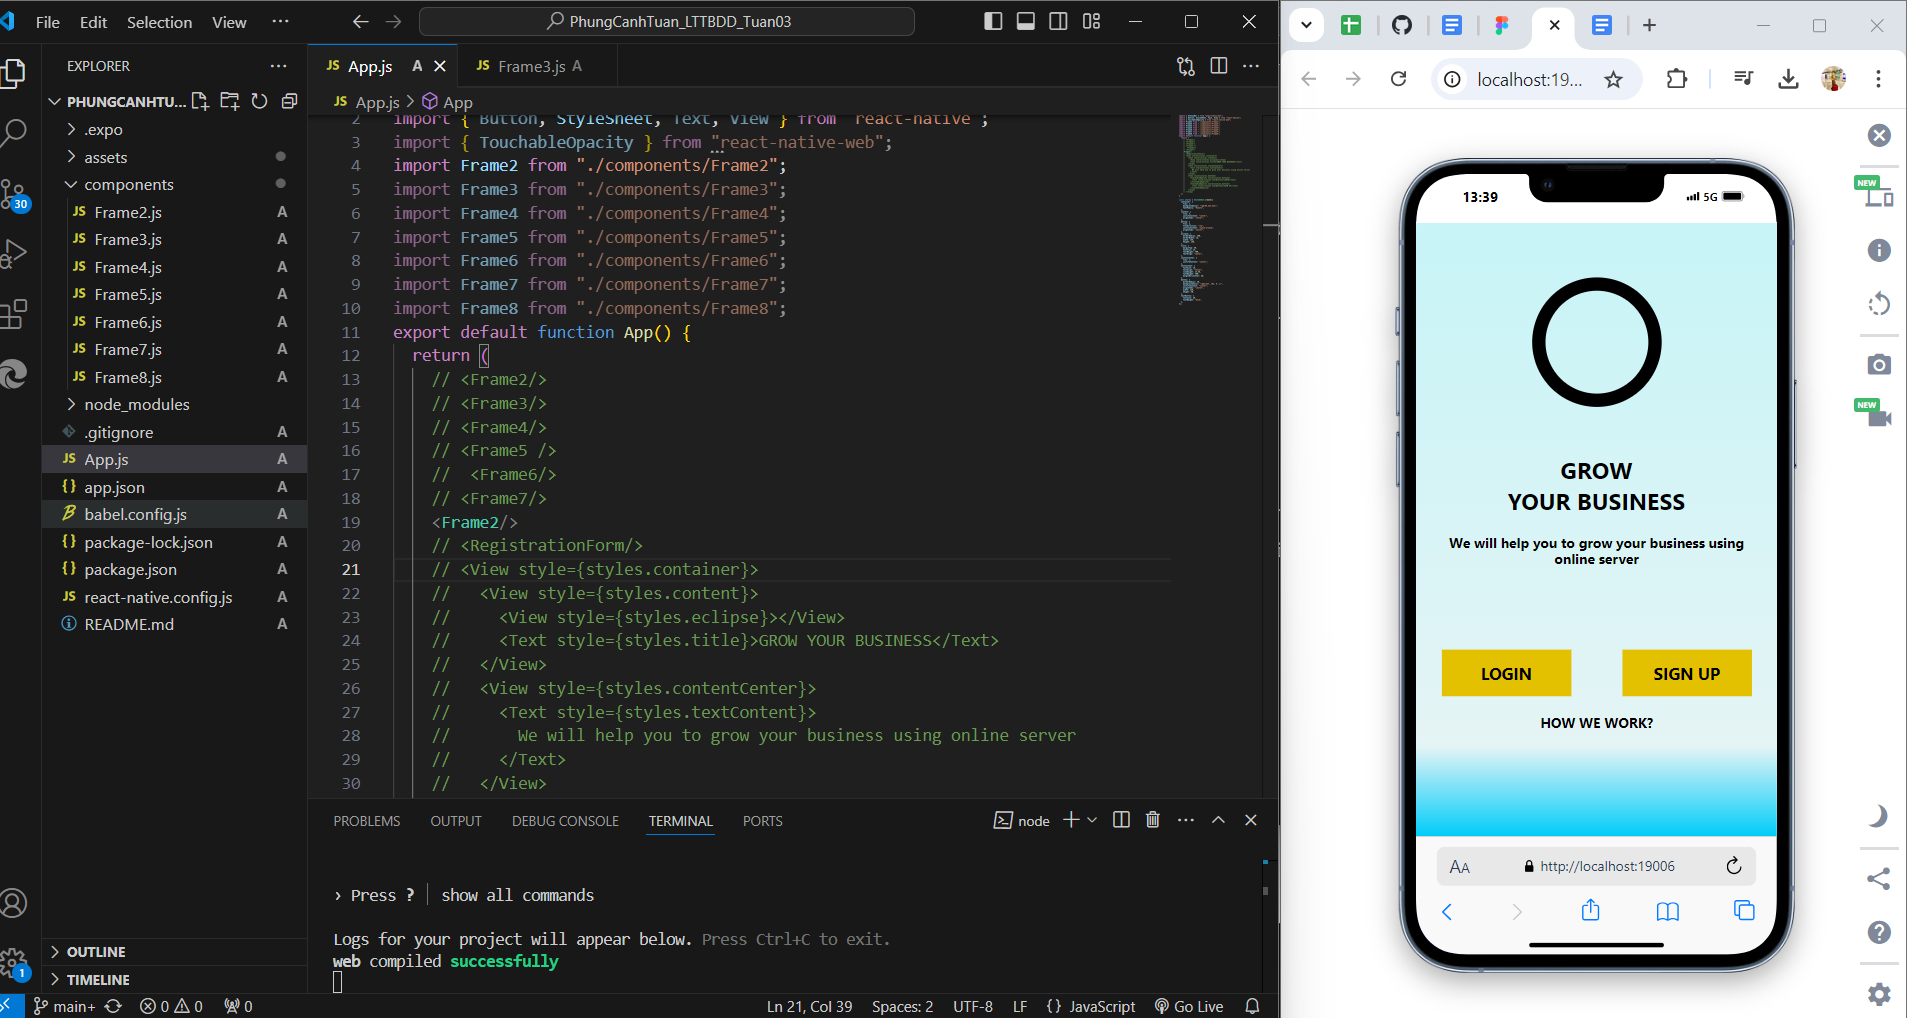 File Edit Selection View ···
PhungCanhTuan_LTTBDD_Tuan03
EXPLORER
PHUNGCANHTU...
.expo
assets
components
JS Frame2.js A
JS Frame3.js A
JS Frame4.js A
JS Frame5.js A
JS Frame6.js A
JS Frame7.js A
JS Frame8.js A
node_modules
.gitignore A
JS App.js A
{} app.json A
babel.config.js A
{} package-lock.json A
{} package.json A
JS react-native.config.js A
README.md A
OUTLINE
TIMELINE
30
1
JS App.js A
JS Frame3.js A
JS App.js > App
2 import { Button, StyleSheet, Text, View } from "react-native";
3 import { TouchableOpacity } from "react-native-web";
4 import Frame2 from "./components/Frame2";
5 import Frame3 from "./components/Frame3";
6 import Frame4 from "./components/Frame4";
7 import Frame5 from "./components/Frame5";
8 import Frame6 from "./components/Frame6";
9 import Frame7 from "./components/Frame7";
10 import Frame8 from "./components/Frame8";
11 export default function App() {
12 return (
13 // <Frame2/>
14 // <Frame3/>
15 // <Frame4/>
16 // <Frame5 />
17 // <Frame6/>
18 // <Frame7/>
19 <Frame2/>
20 // <RegistrationForm/>
21 // <View style={styles.container}>
22 // <View style={styles.content}>
23 // <View style={styles.eclipse}></View>
24 // <Text style={styles.title}>GROW YOUR BUSINESS</Text>
25 // </View>
26 // <View style={styles.contentCenter}>
27 // <Text style={styles.textContent}>
28 // We will help you to grow your business using online server
29 // </Text>
30 // </View>
PROBLEMS OUTPUT DEBUG CONSOLE TERMINAL PORTS
node
› Press ? │ show all commands
Logs for your project will appear below. Press Ctrl+C to exit.
web compiled successfully
main+ 0 0 0
Ln 21, Col 39 Spaces: 2 UTF-8 LF {} JavaScript Go Live
localhost:19...
13:39
5G
GROW
YOUR BUSINESS
We will help you to grow your business using
online server
LOGIN
SIGN UP
HOW WE WORK?
AA http://localhost:19006
NEW
NEW